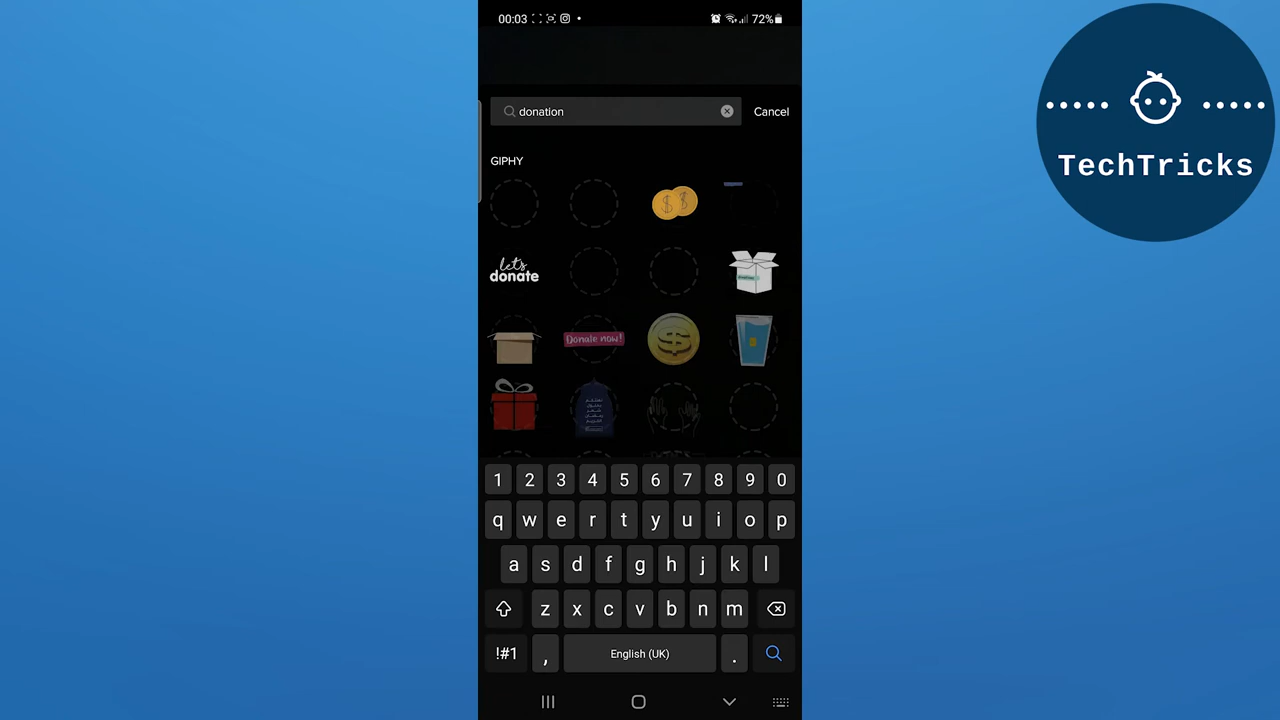 00:03
72%
donation
Cancel
TechTricks
GIPHY
let's
donate
Donate now!
1 2 3 4 5 6 7 8 9 0
q w e r t y u i o p
a s d f g h j k l
z x c v b n m
!#1 , English (UK) .